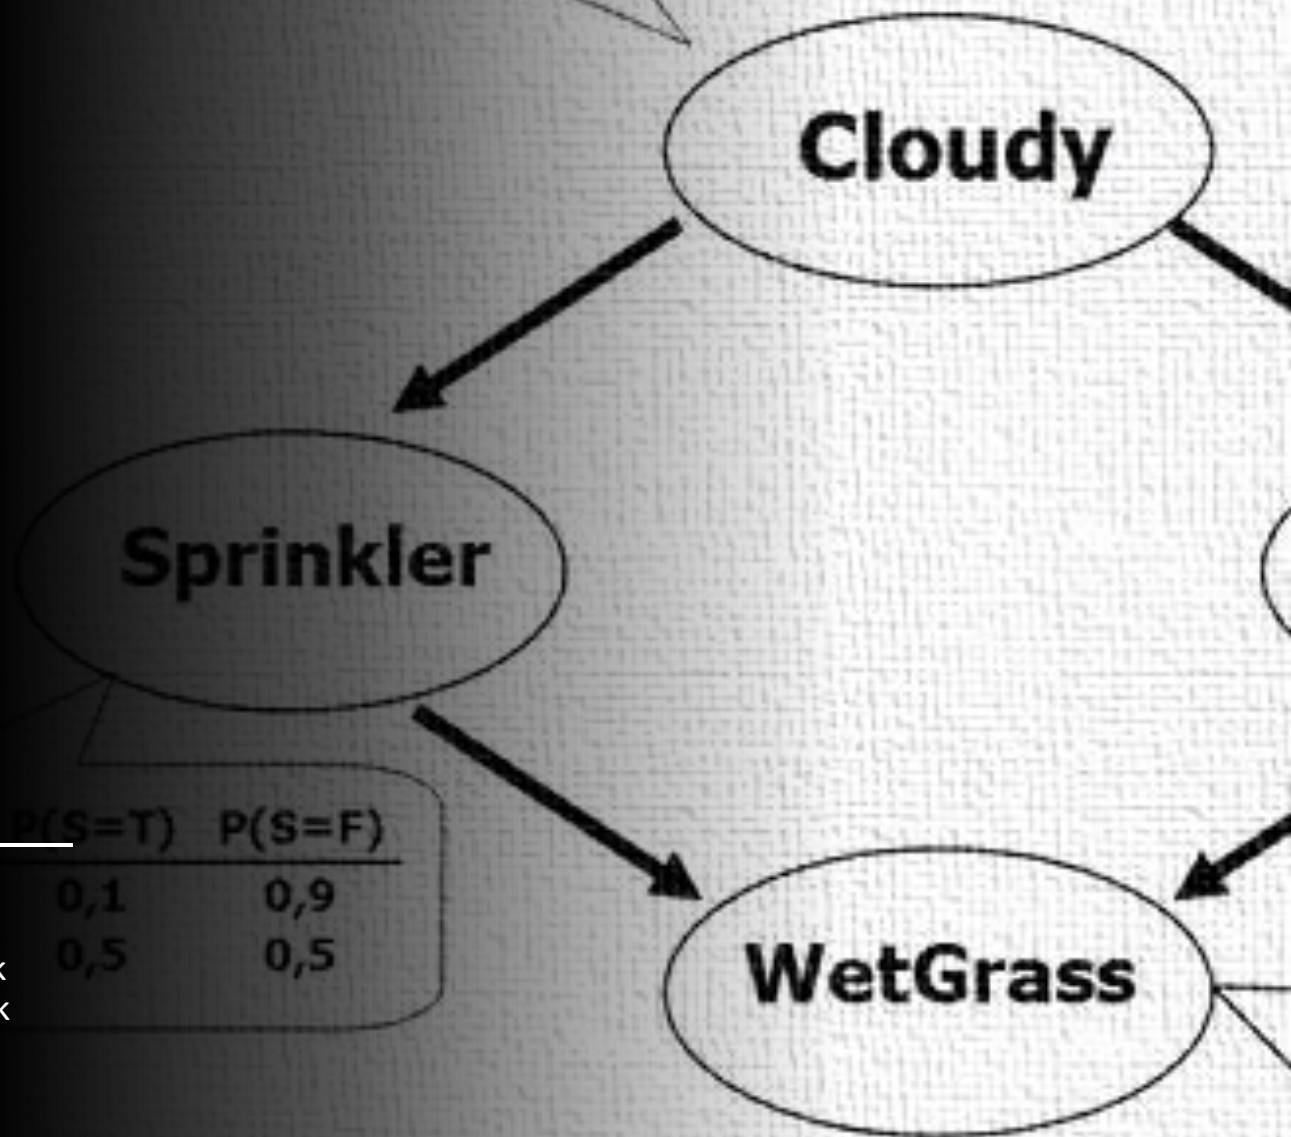 Cloudy
Sprinkler
P(S=T) P(S=F)
0,1 0,9
0,5 0,5
WetGrass
k
k